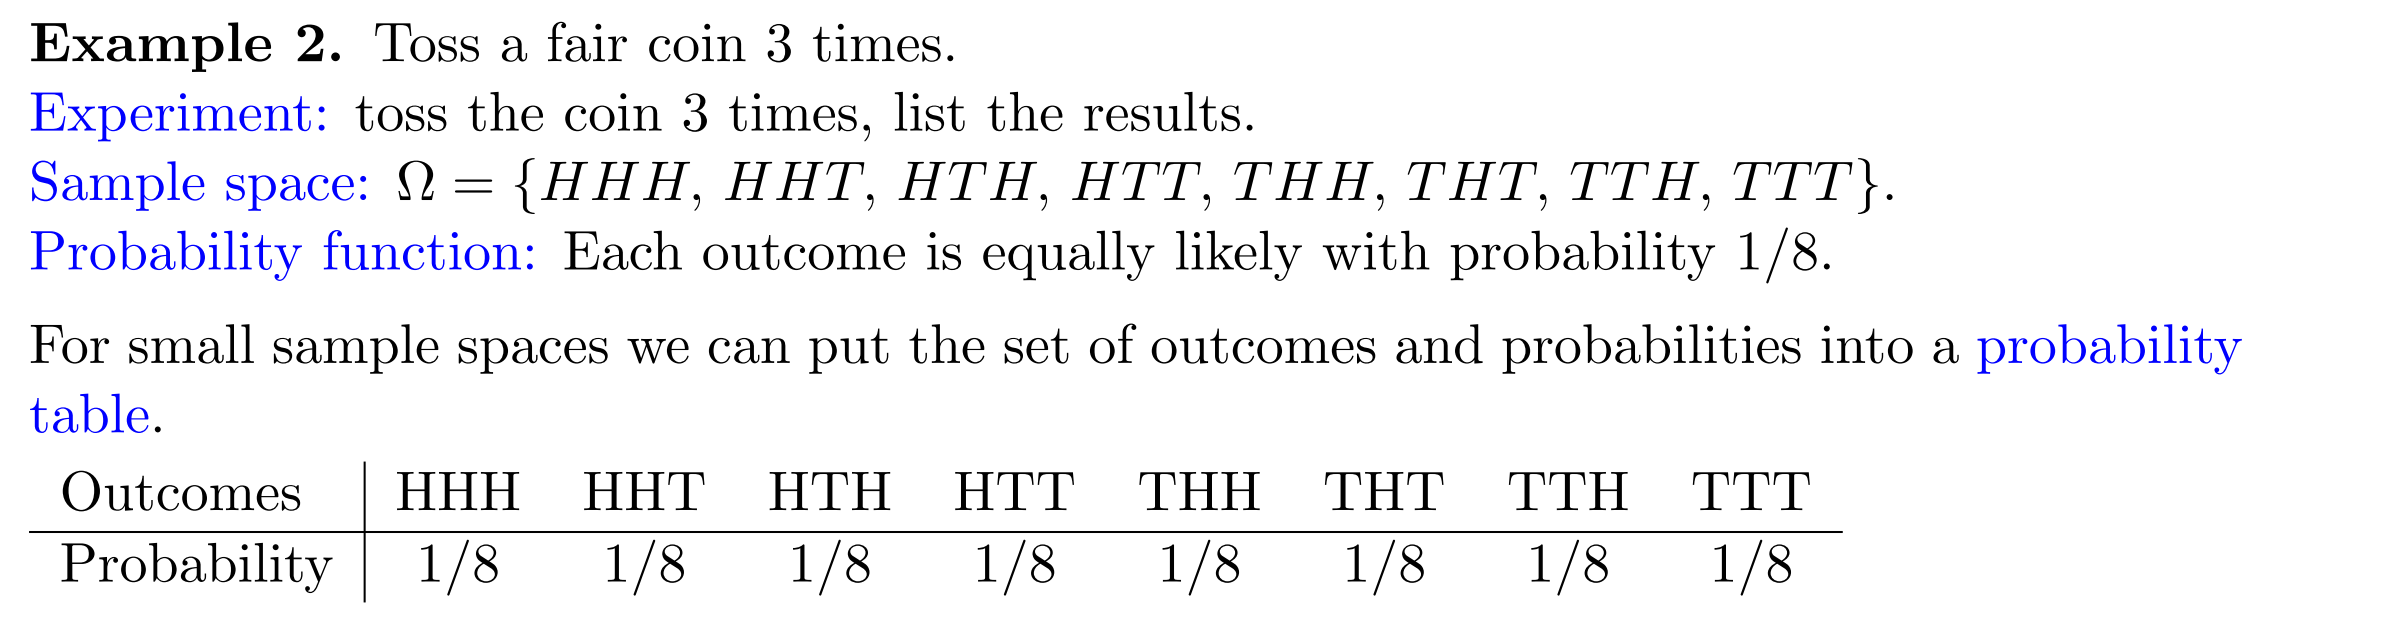 Example 2. Toss a fair coin 3 times.
Experiment: toss the coin 3 times, list the results.
Sample space: Ω = {HHH, HHT, HTH, HTT, THH, THT, TTH, TTT}.
Probability function: Each outcome is equally likely with probability 1/8.
For small sample spaces we can put the set of outcomes and probabilities into a probability
table.
Outcomes HHH HHT HTH HTT THH THT TTH TTT
Probability 1/8 1/8 1/8 1/8 1/8 1/8 1/8 1/8